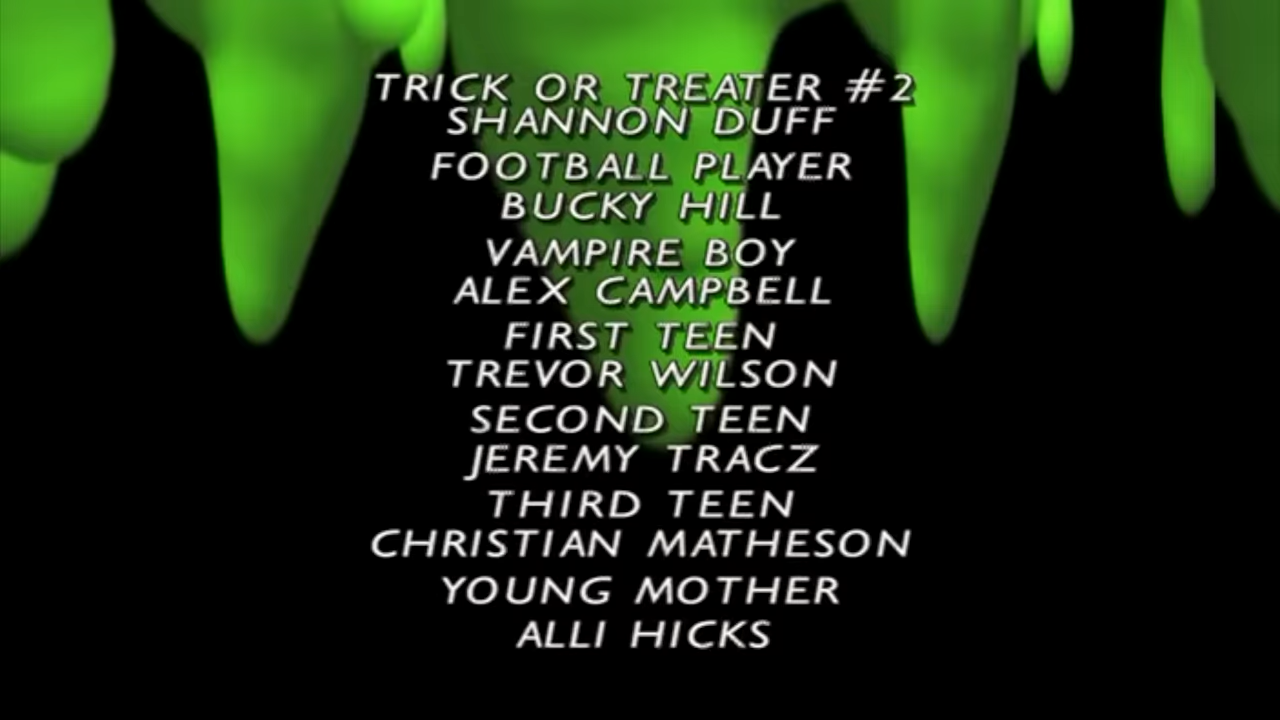 TRICK OR TREATER #2
SHANNON DUFF
FOOTBALL PLAYER
BUCKY HILL
VAMPIRE BOY
ALEX CAMPBELL
FIRST TEEN
TREVOR WILSON
SECOND TEEN
JEREMY TRACZ
THIRD TEEN
CHRISTIAN MATHESON
YOUNG MOTHER
ALLI HICKS